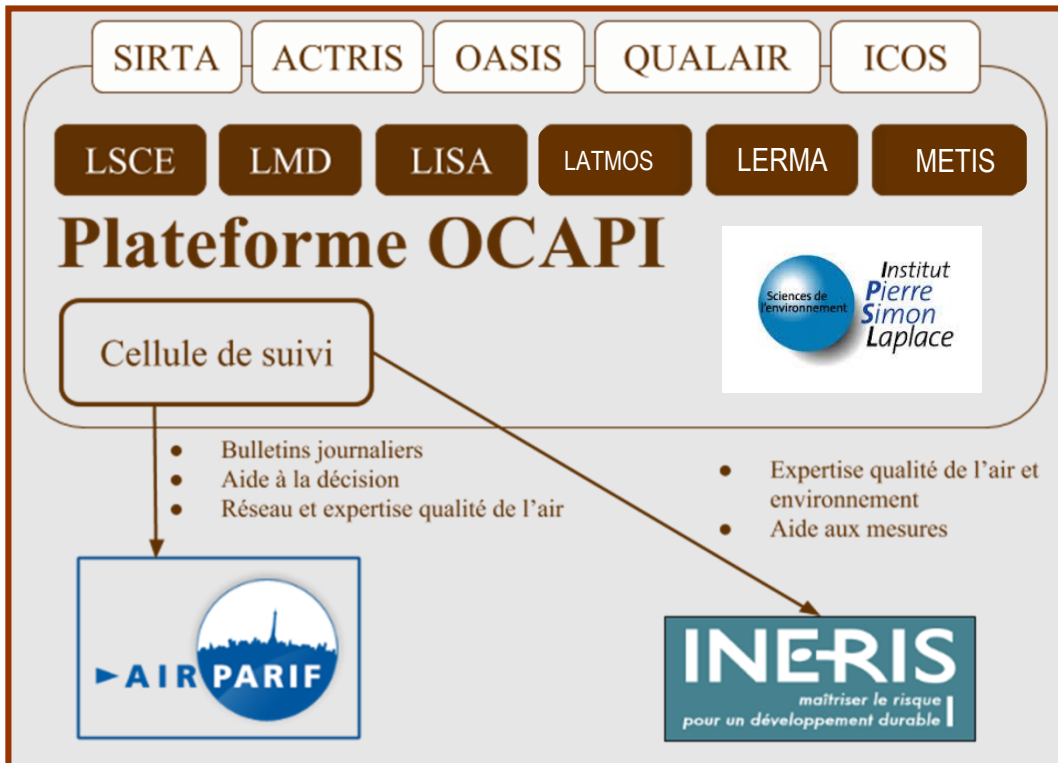 SIRTA ACTRIS OASIS QUALAIR ICOS
LSCE LMD LISA LATMOS LERMA METIS
Plateforme OCAPI
Sciences de
l'environnement
Institut
Pierre
Simon
Laplace
Cellule de suivi
● Bulletins journaliers
● Aide à la décision
● Réseau et expertise qualité de l’air
● Expertise qualité de l’air et
environnement
● Aide aux mesures
AIRPARIF
INERIS
maîtriser le risque
pour un développement durable